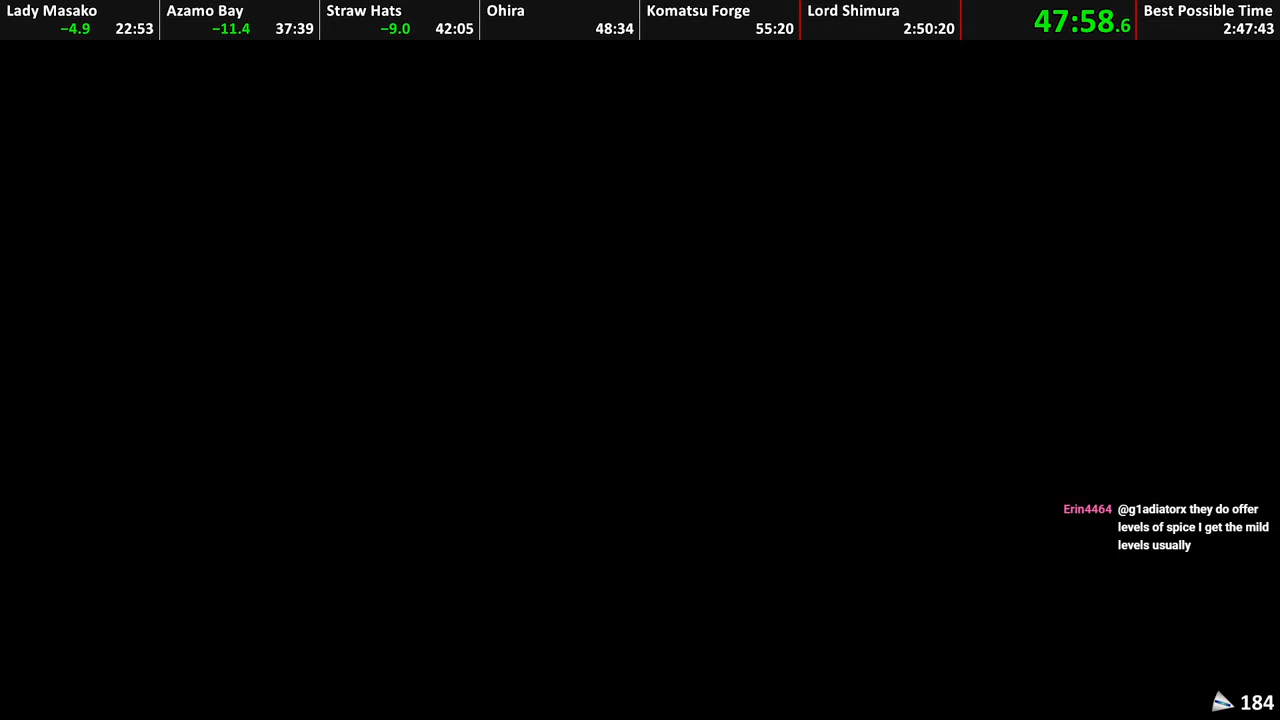 Lady Masako
−4.9 22:53
Azamo Bay
−11.4 37:39
Straw Hats
−9.0 42:05
Ohira
48:34
Komatsu Forge
55:20
Lord Shimura
2:50:20
47:58.6
Best Possible Time
2:47:43
Erin4464 @g1adiatorx they do offer
levels of spice I get the mild
levels usually
184